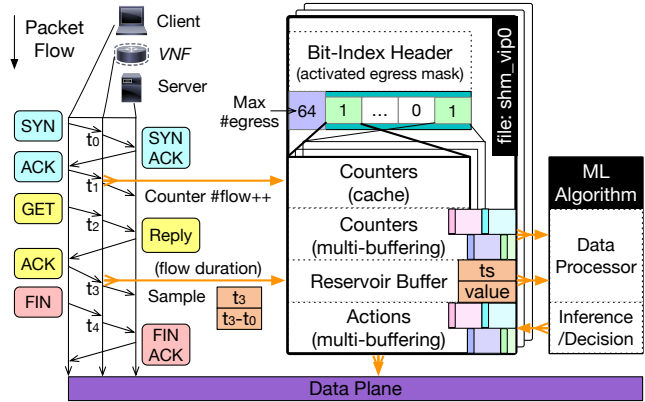 Packet
Flow
Client
VNF
Server
SYN
t0
SYN
ACK
ACK
t1
Counter #flow++
GET
t2
Reply
ACK
(flow duration)
t3
Sample
t3
t3-t0
FIN
t4
FIN
ACK
Bit-Index Header
(activated egress mask)
Max
#egress
64
1
...
0
1
file: shm_vip0
Counters
(cache)
Counters
(multi-buffering)
Reservoir Buffer
ts
value
Actions
(multi-buffering)
ML
Algorithm
Data
Processor
Inference
/Decision
Data Plane